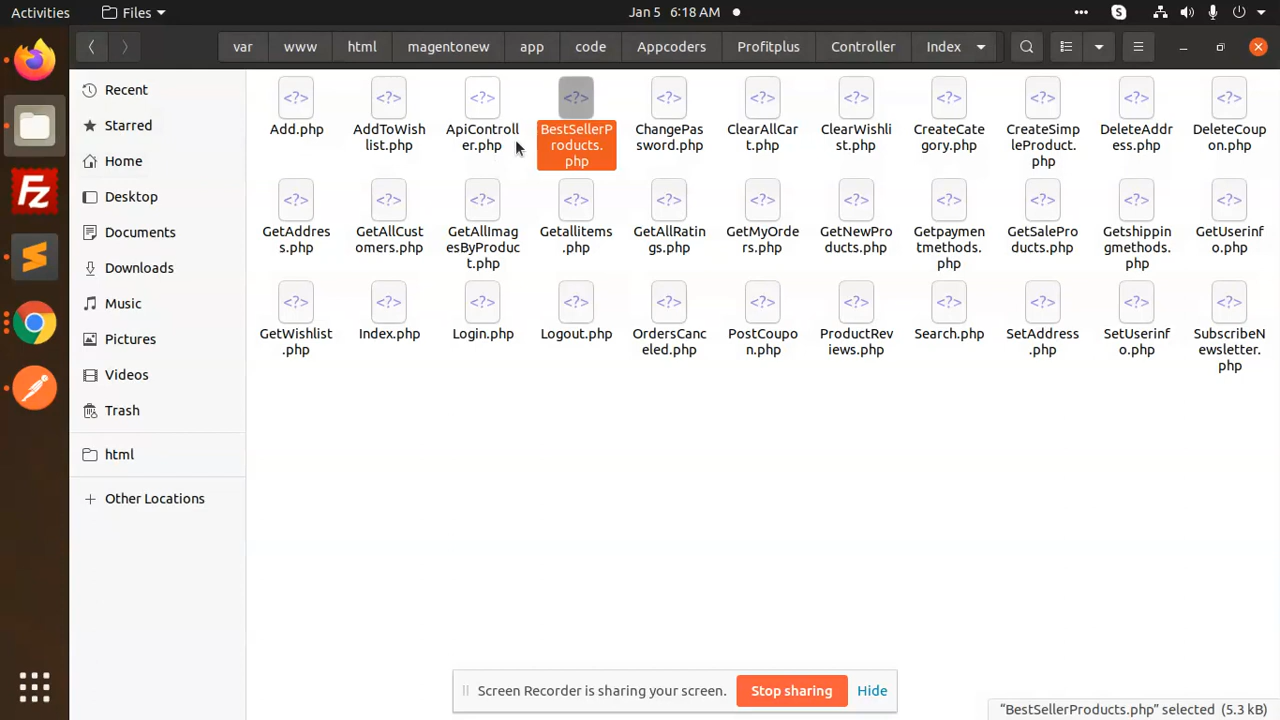 Activities Files Jan 5 6:18 AM
var www html magentonew app code Appcoders Profitplus Controller Index
Recent
Starred
Home
Desktop
Documents
Downloads
Music
Pictures
Videos
Trash
html
Other Locations
<?> <?> <?> <?> <?> <?> <?> <?> <?> <?> <?>
Add.php AddToWish ApiControll BestSellerP ChangePas ClearAllCar ClearWishli CreateCate CreateSimp DeleteAddr DeleteCoup
list.php er.php roducts. sword.php t.php st.php gory.php leProduct. ess.php on.php
php php
<?> <?> <?> <?> <?> <?> <?> <?> <?> <?> <?>
GetAddres GetAllCust GetAllImag Getallitems GetAllRatin GetMyOrde GetNewPro Getpaymen GetSalePro Getshippin GetUserinf
s.php omers.php esByProduc .php gs.php rs.php ducts.php tmethods. ducts.php gmethods. o.php
t.php php php
<?> <?> <?> <?> <?> <?> <?> <?> <?> <?> <?>
GetWishlist Index.php Login.php Logout.php OrdersCanc PostCoupo ProductRev Search.php SetAddress SetUserinf SubscribeN
.php eled.php n.php iews.php .php o.php ewsletter.
php
Screen Recorder is sharing your screen. Stop sharing Hide
“BestSellerProducts.php” selected (5.3 kB)